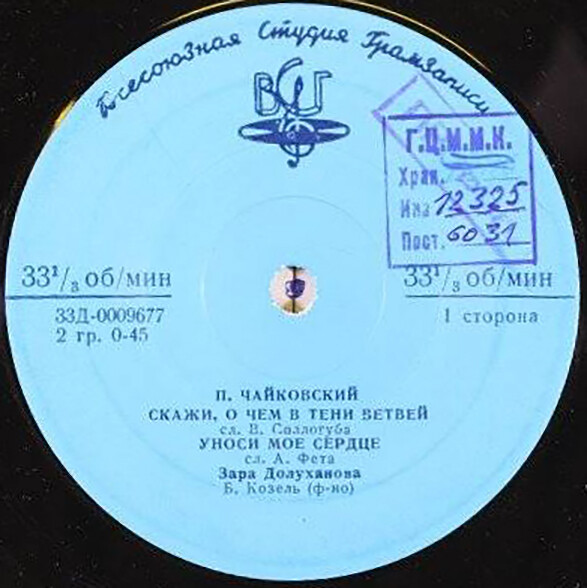 Всесоюзная Студия Грамзаписи
ВСГ
Г.Ц.М.М.К.
Хран.
Инв 12325
Пост. 6031
33¹/₃ об/мин
33¹/₃ об/мин
33Д-0009677
1 сторона
2 гр. 0-45
П. ЧАЙКОВСКИЙ
СКАЖИ, О ЧЕМ В ТЕНИ ВЕТВЕЙ
сл. В. Соллогуба
УНОСИ МОЕ СЕРДЦЕ
сл. А. Фета
Зара Долуханова
Б. Козель (ф-но)